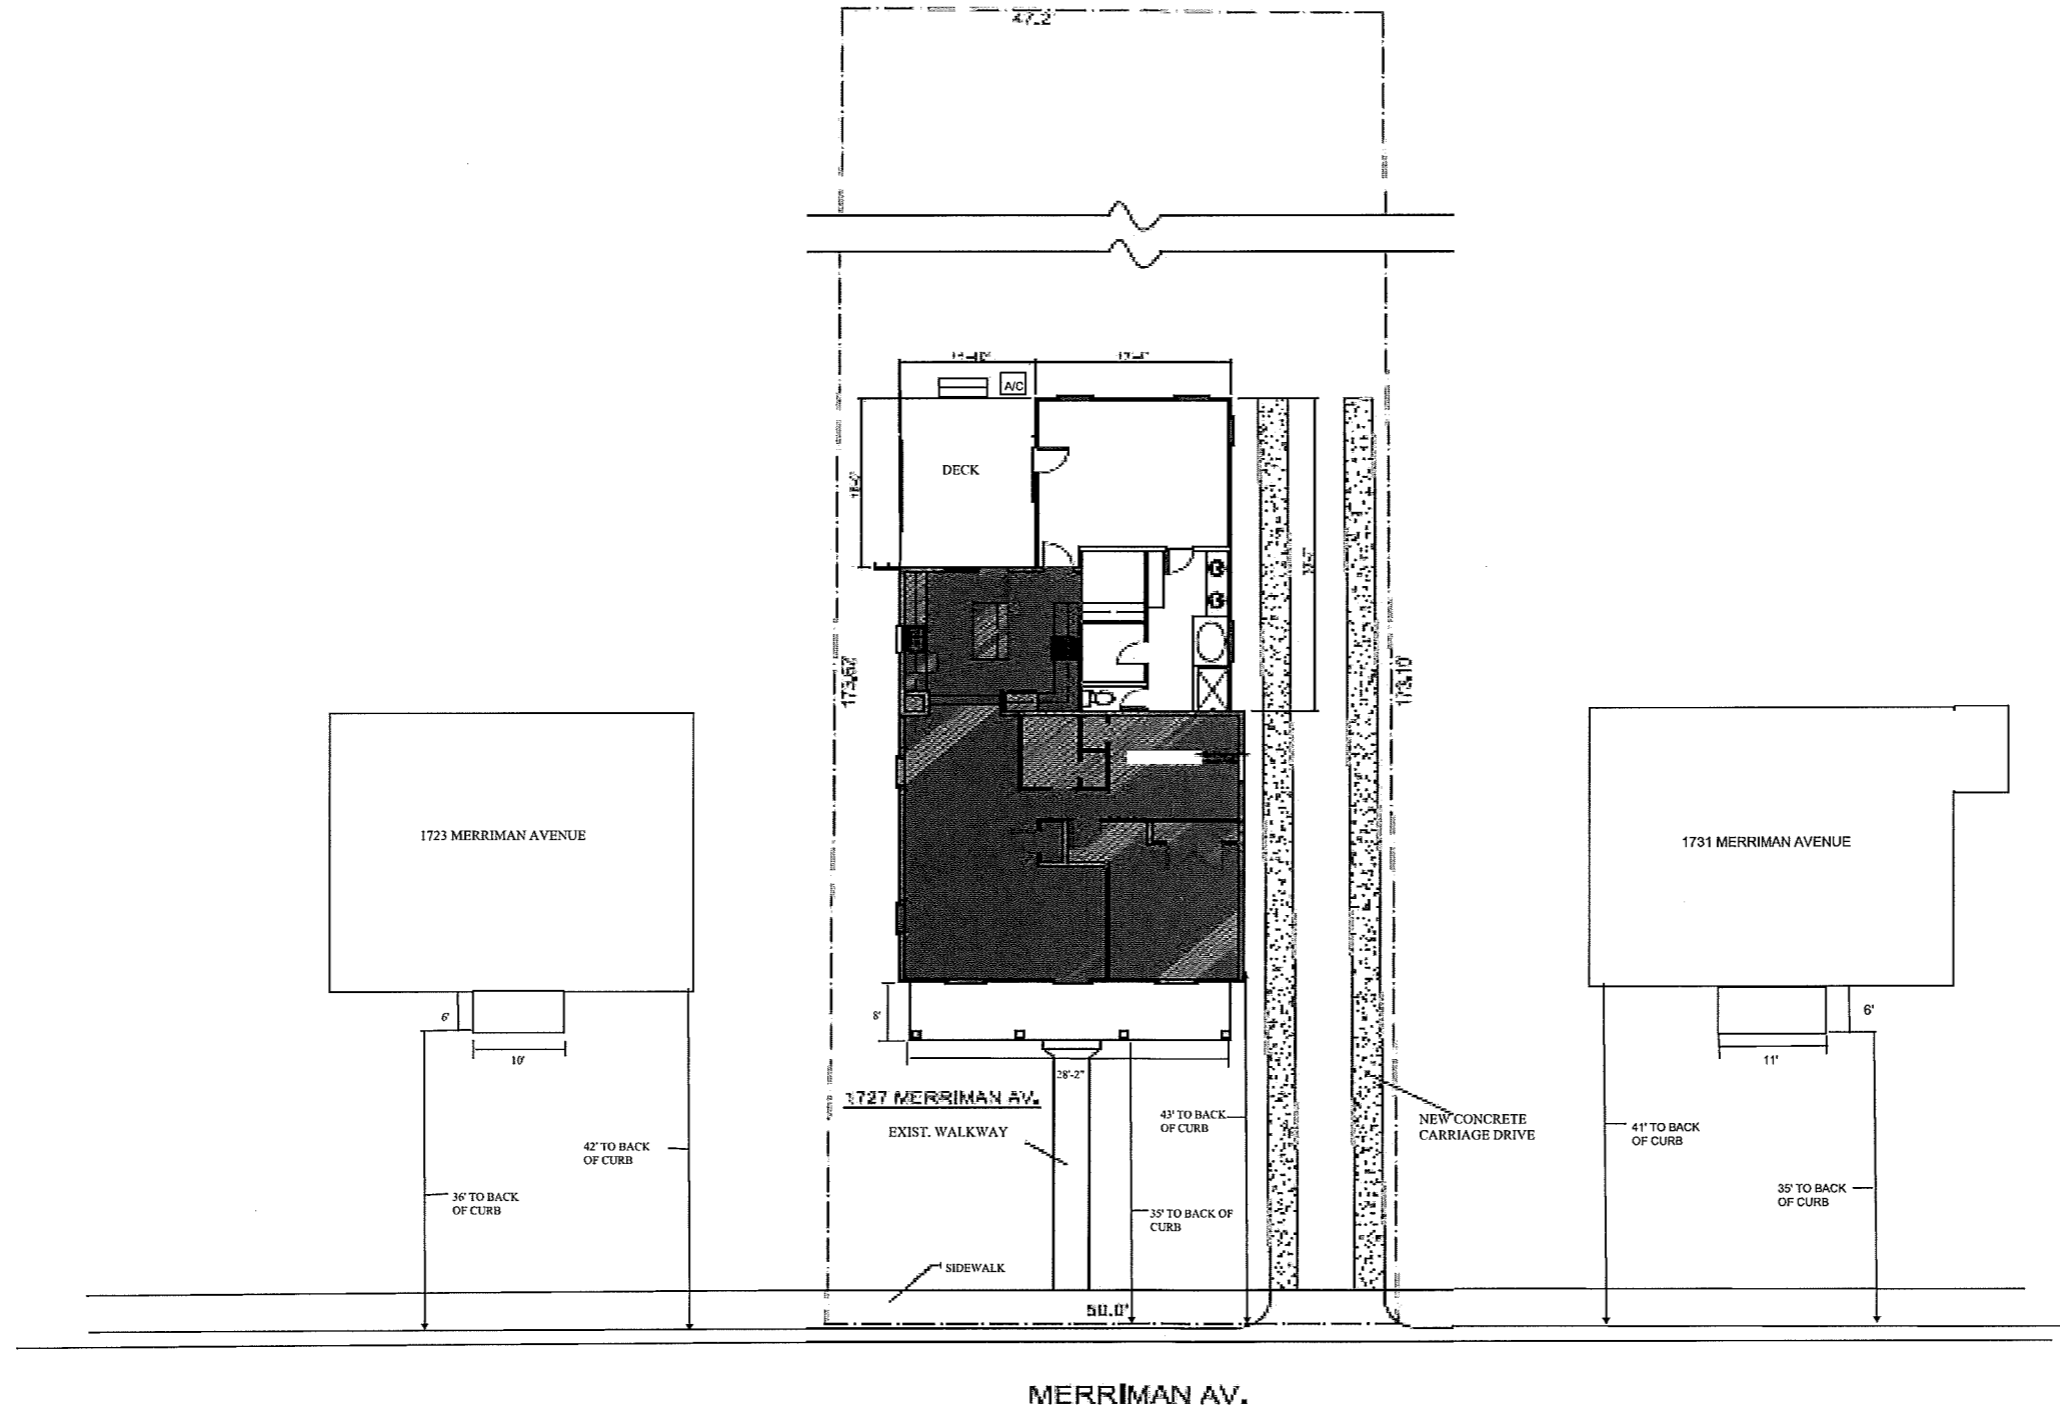 47.2'
A/C
DECK
1723 MERRIMAN AVENUE
1731 MERRIMAN AVENUE
6'
10'
8'
28'-2"
6'
11'
1727 MERRIMAN AV.
EXIST. WALKWAY
43' TO BACK
OF CURB
NEW CONCRETE
CARRIAGE DRIVE
42' TO BACK
OF CURB
41' TO BACK
OF CURB
36' TO BACK
OF CURB
35' TO BACK OF
CURB
35' TO BACK
OF CURB
SIDEWALK
50.0'
MERRIMAN AV.